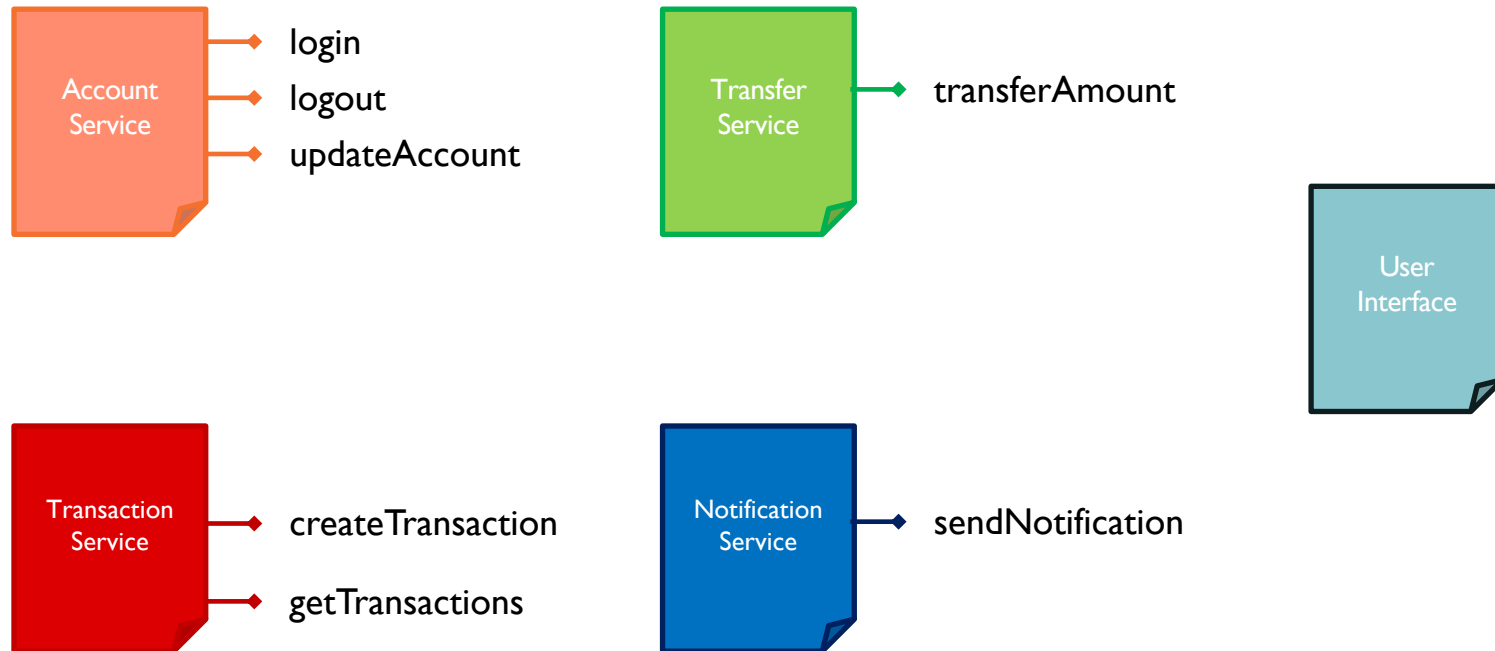 Account
Service
login
logout
updateAccount
Transfer
Service
transferAmount
User
Interface
Transaction
Service
createTransaction
getTransactions
Notification
Service
sendNotification